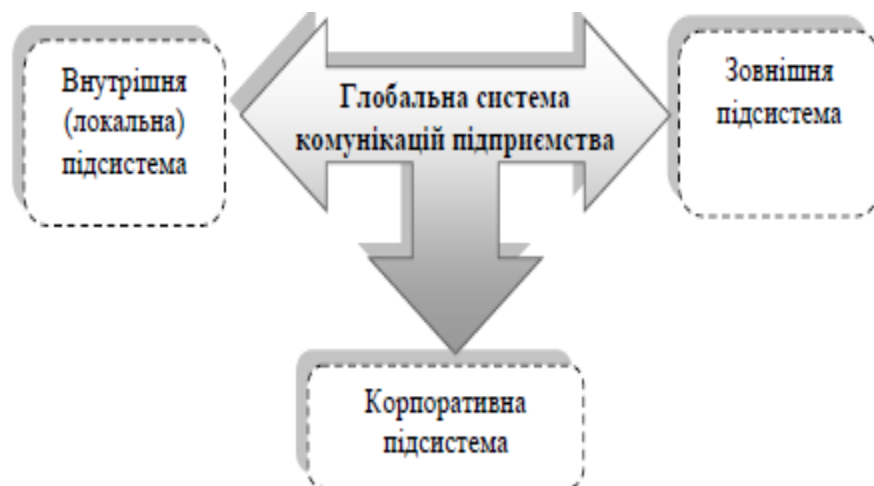 Внутрішня
(локальна)
підсистема
Глобальна система
комунікацій підприємства
Зовнішня
підсистема
Корпоративна
підсистема